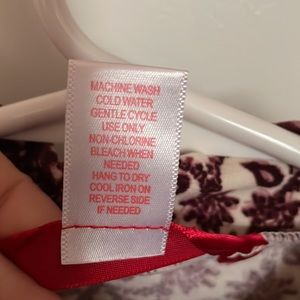 MACHINE WASH
COLD WATER
GENTLE CYCLE
USE ONLY
NON-CHLORINE
BLEACH WHEN
NEEDED
HANG TO DRY
COOL IRON ON
REVERSE SIDE
IF NEEDED